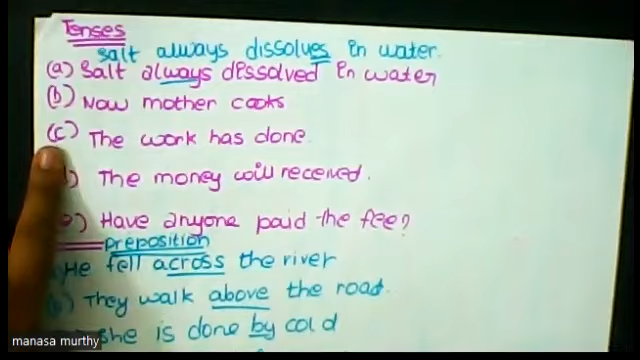 Tenses
Salt always dissolves in water.
(a) Salt always dissolved in water
(b) Now mother cooks
(c) The work has done.
) The money will received.
) Have anyone paid the fee?
preposition
He fell across the river
(b) They walk above the road.
she is done by cold
manasa murthy